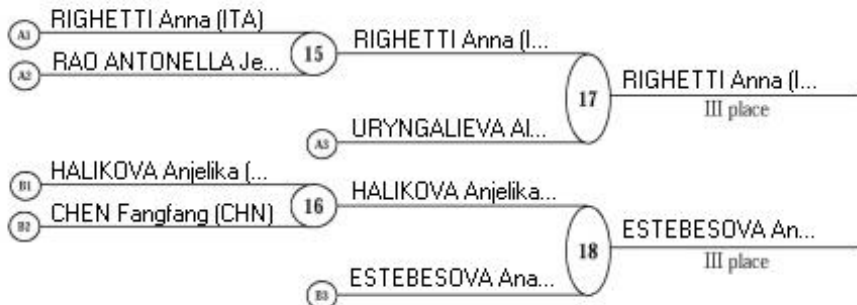 RIGHETTI Anna (ITA)
A1
RAO ANTONELLA Je...
A2
15
RIGHETTI Anna (I...
URYNGALIEVA Al...
A3
17
RIGHETTI Anna (I...
III place
HALIKOVA Anjelika (...
B1
CHEN Fangfang (CHN)
B2
16
HALIKOVA Anjelika...
ESTEBESOVA Ana...
B3
18
ESTEBESOVA An...
III place